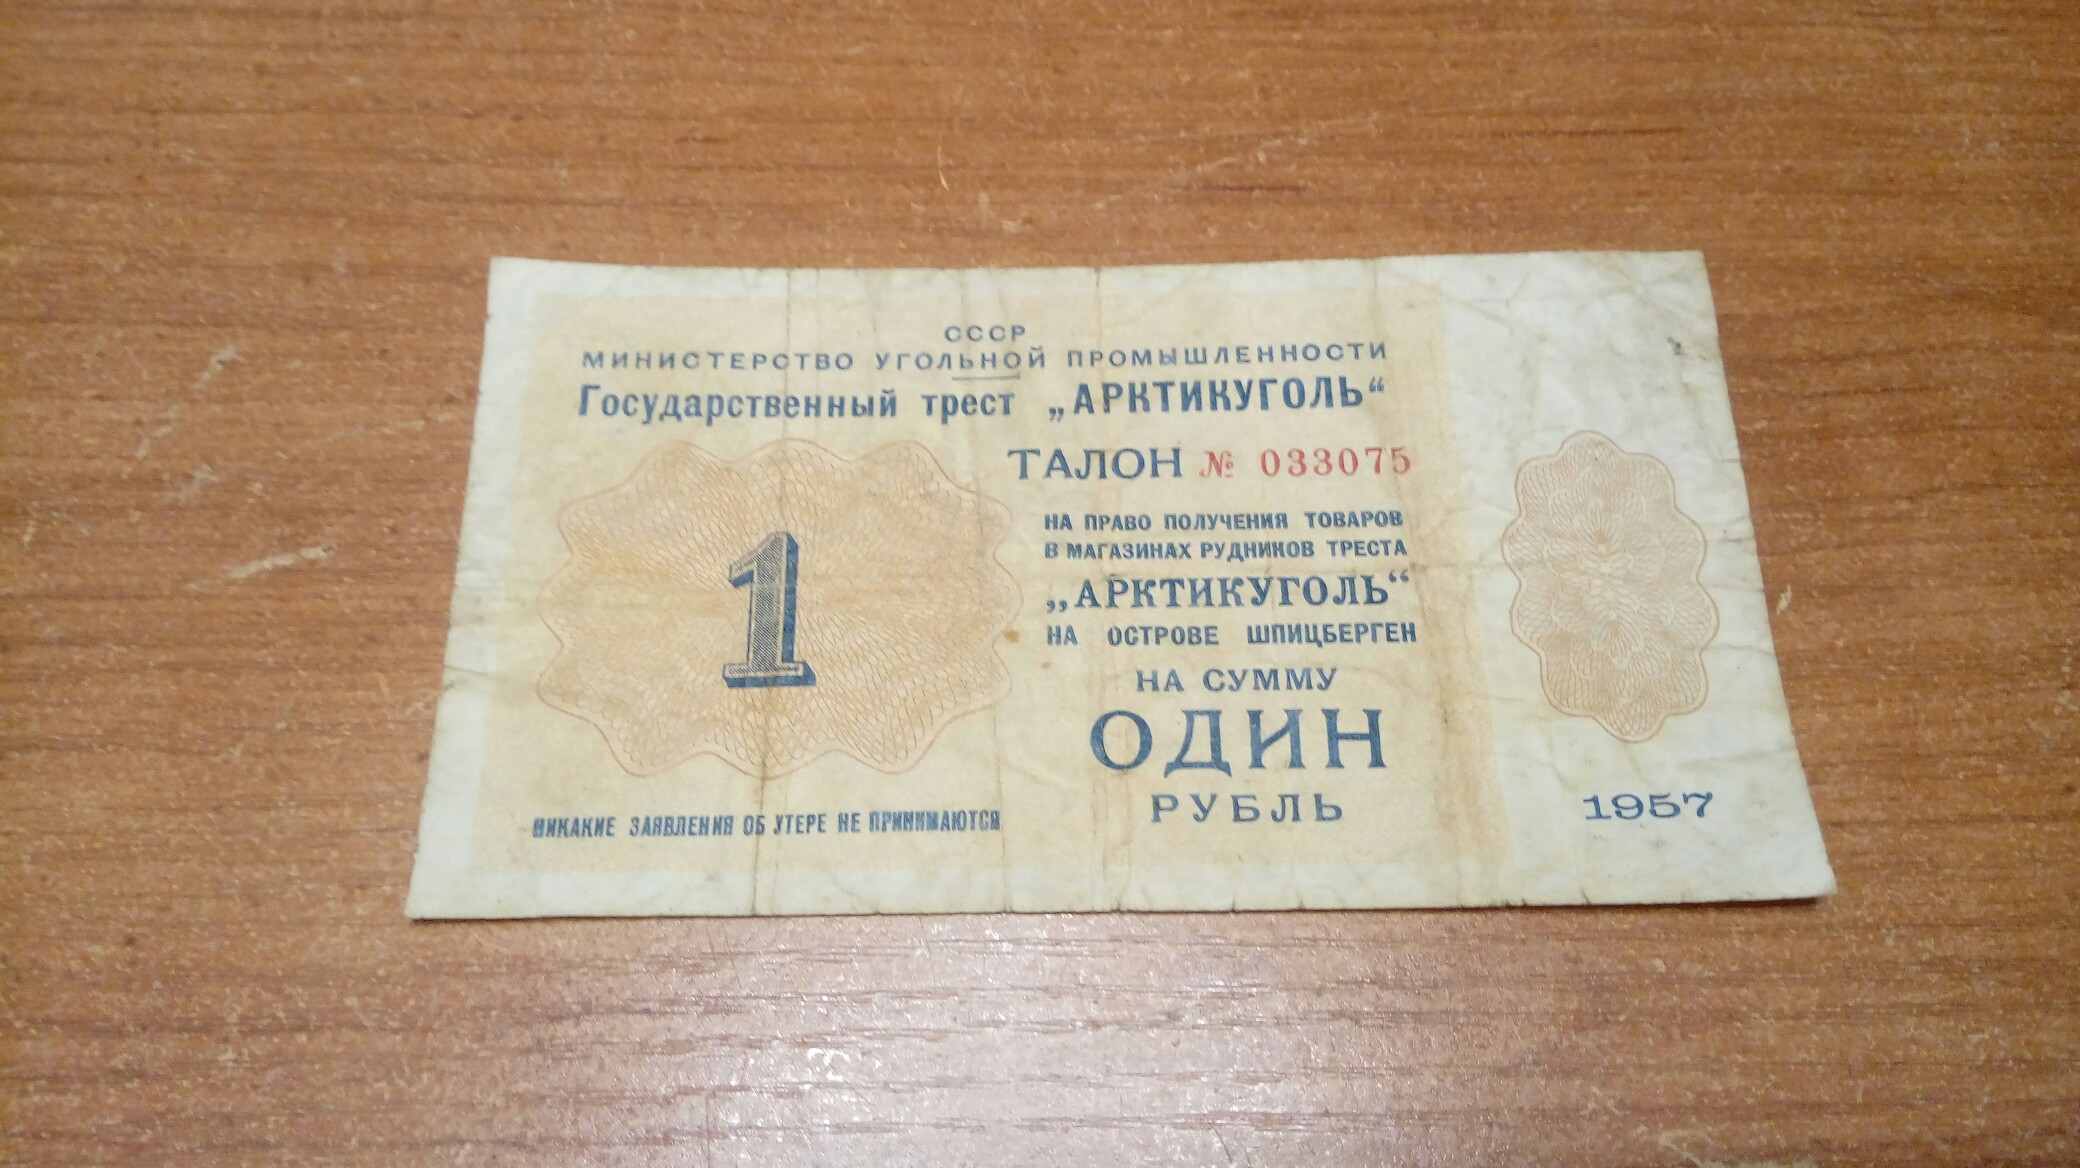 СССР
МИНИСТЕРСТВО УГОЛЬНОЙ ПРОМЫШЛЕННОСТИ
Государственный трест „АРКТИКУГОЛЬ“
ТАЛОН № 033075
НА ПРАВО ПОЛУЧЕНИЯ ТОВАРОВ
В МАГАЗИНАХ РУДНИКОВ ТРЕСТА
„АРКТИКУГОЛЬ“
НА ОСТРОВЕ ШПИЦБЕРГЕН
НА СУММУ
ОДИН
РУБЛЬ
1
НИКАКИЕ ЗАЯВЛЕНИЯ ОБ УТЕРЕ НЕ ПРИНИМАЮТСЯ
1957